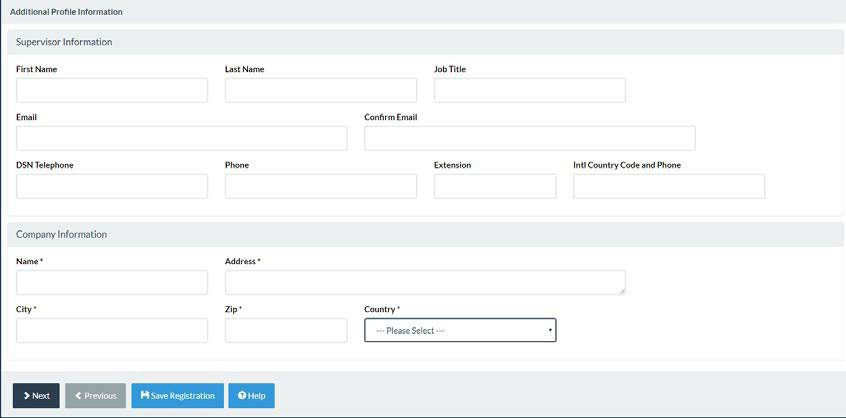 Additional Profile Information
Supervisor Information
First Name Last Name Job Title
Email Confirm Email
DSN Telephone Phone Extension Intl Country Code and Phone
Company Information
Name * Address *
City * Zip * Country *
--- Please Select ---
Next Previous Save Registration Help